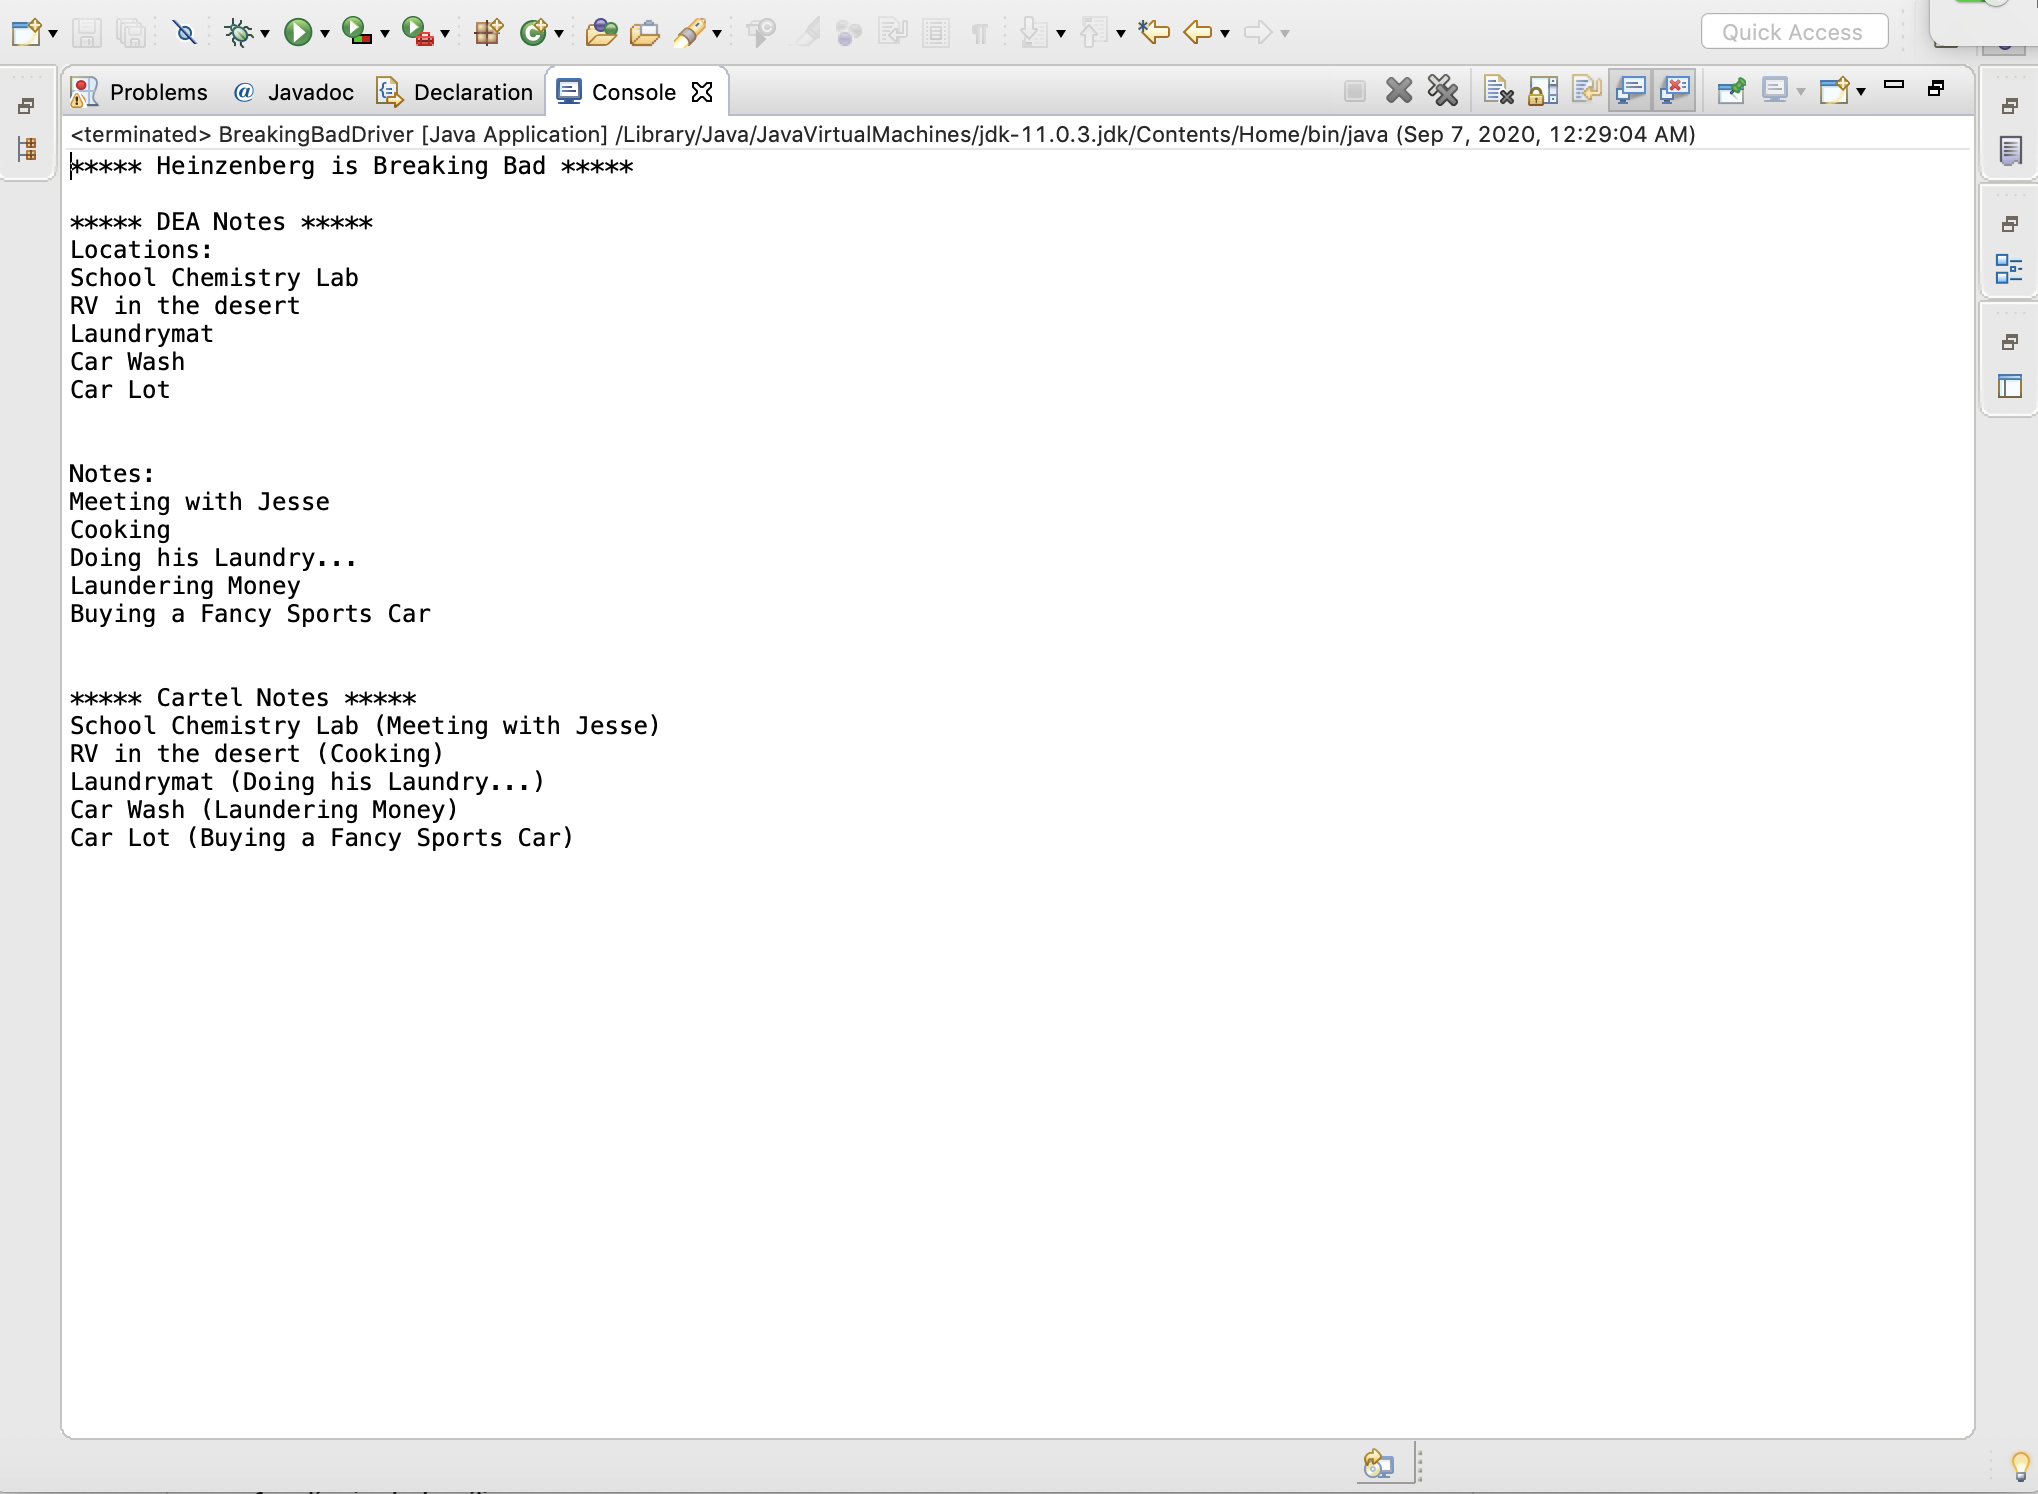 Quick Access
Problems @ Javadoc Declaration Console
<terminated> BreakingBadDriver [Java Application] /Library/Java/JavaVirtualMachines/jdk-11.0.3.jdk/Contents/Home/bin/java (Sep 7, 2020, 12:29:04 AM)
***** Heinzenberg is Breaking Bad *****
***** DEA Notes *****
Locations:
School Chemistry Lab
RV in the desert
Laundrymat
Car Wash
Car Lot
Notes:
Meeting with Jesse
Cooking
Doing his Laundry...
Laundering Money
Buying a Fancy Sports Car
***** Cartel Notes *****
School Chemistry Lab (Meeting with Jesse)
RV in the desert (Cooking)
Laundrymat (Doing his Laundry...)
Car Wash (Laundering Money)
Car Lot (Buying a Fancy Sports Car)